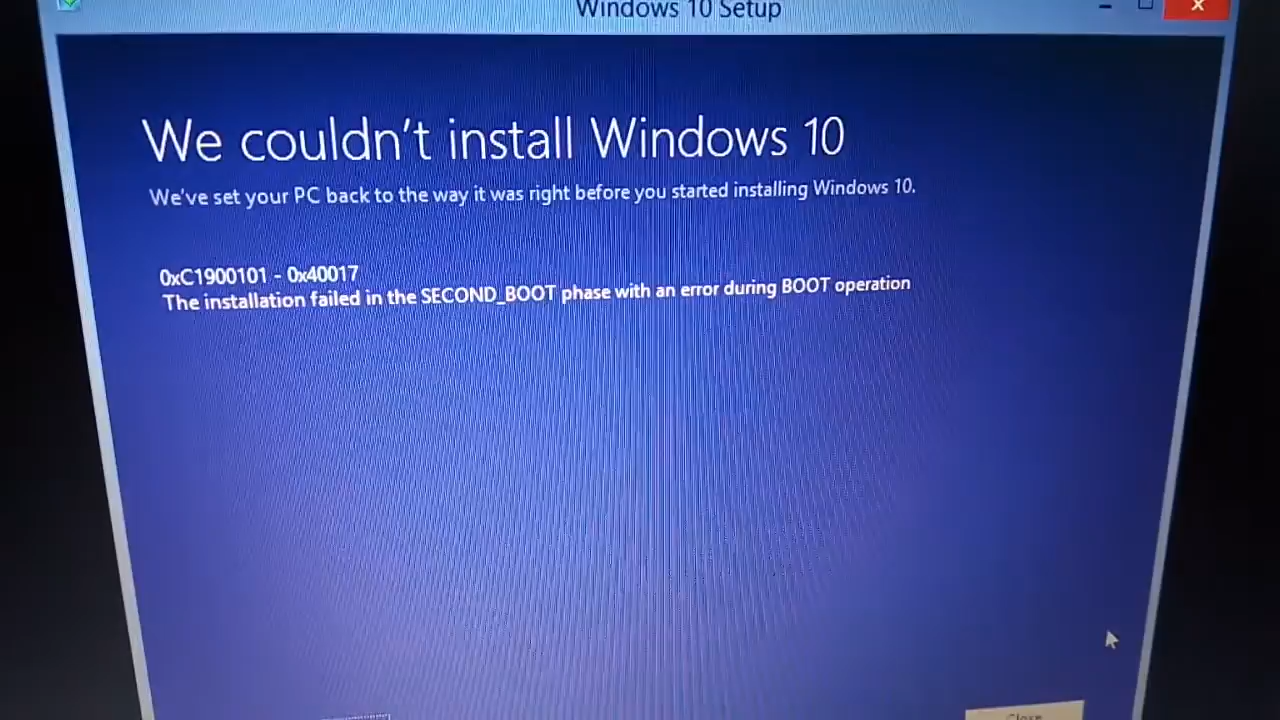 Windows 10 Setup
We couldn't install Windows 10
We've set your PC back to the way it was right before you started installing Windows 10.
0xC1900101 - 0x40017
The installation failed in the SECOND_BOOT phase with an error during BOOT operation
Close